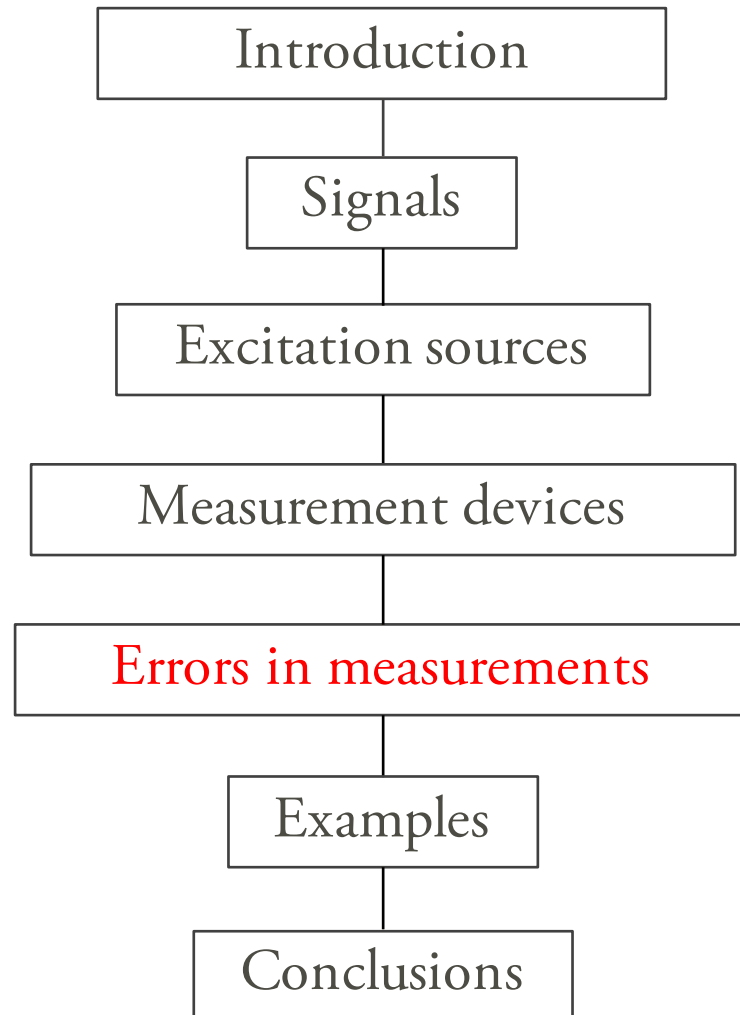 Introduction
Signals
Excitation sources
Measurement devices
Errors in measurements
Examples
Conclusions